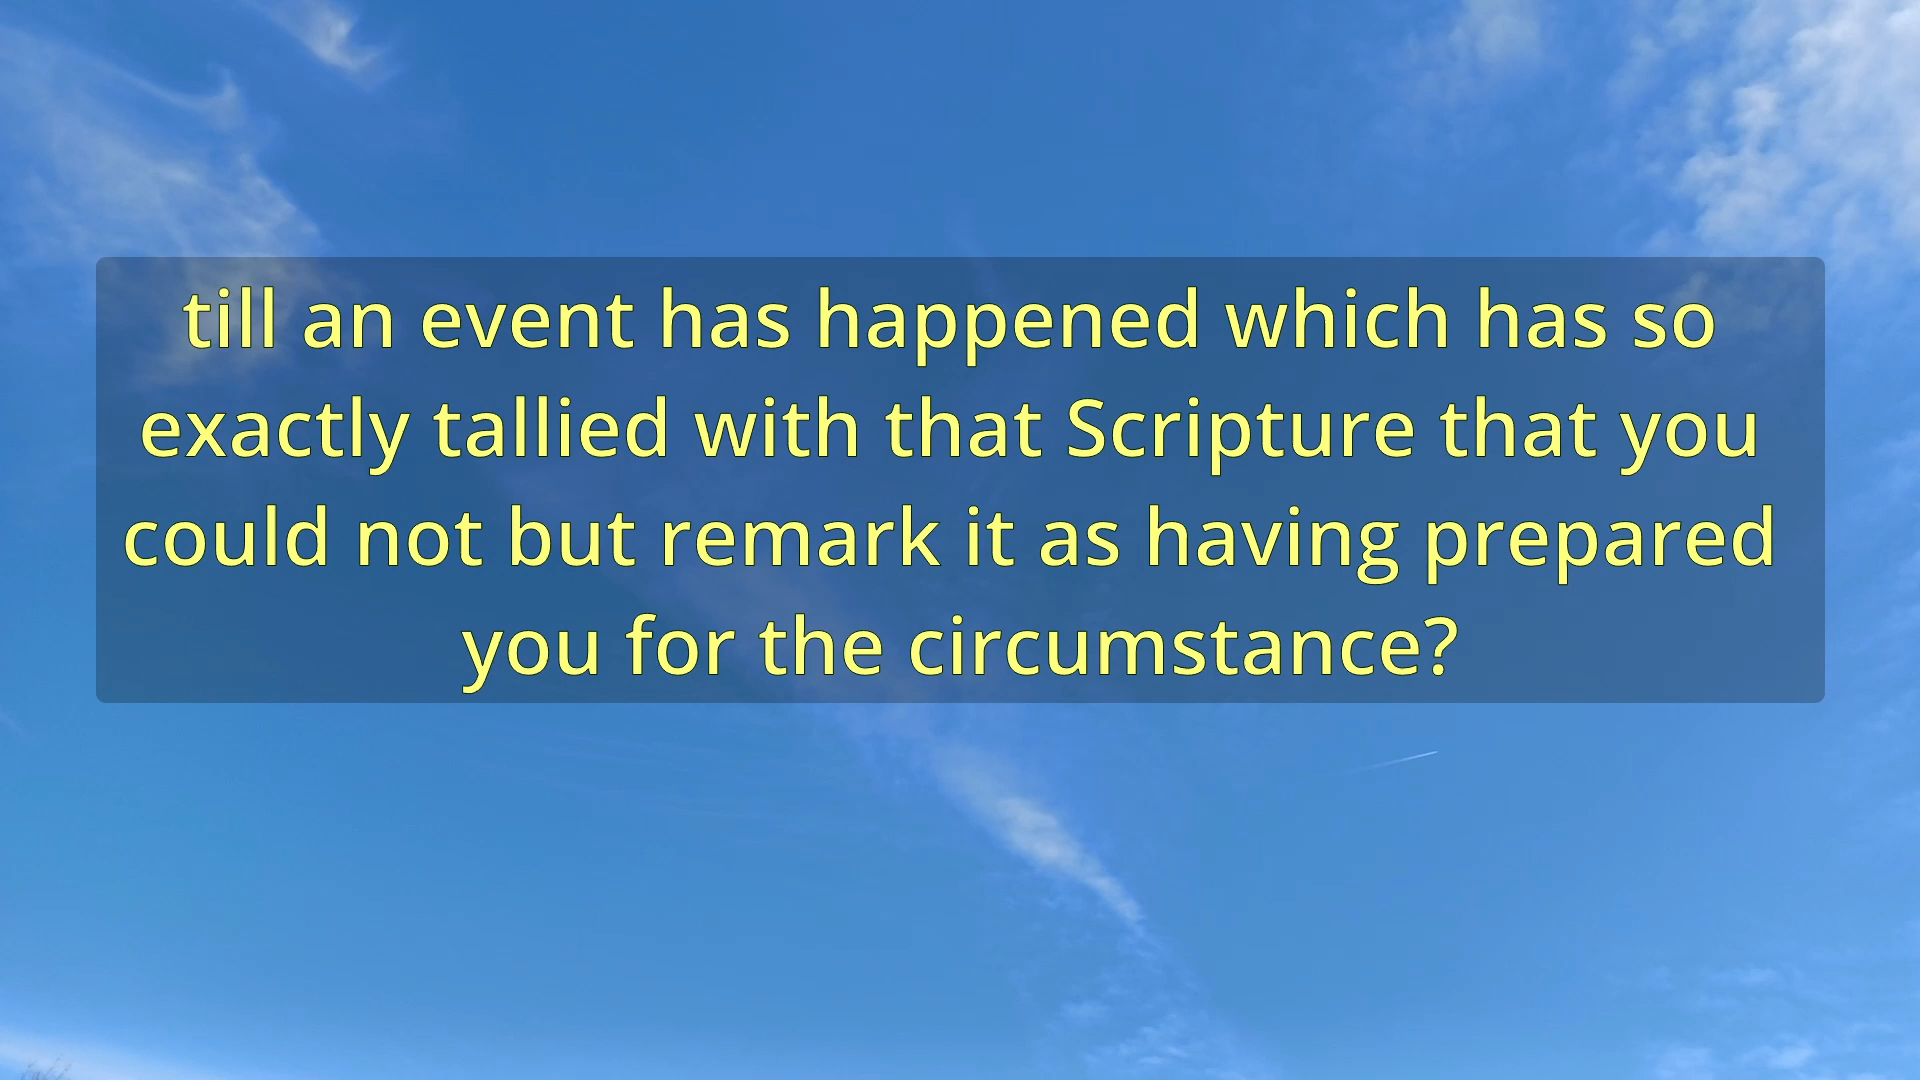 till an event has happened which has so
exactly tallied with that Scripture that you
could not but remark it as having prepared
you for the circumstance?